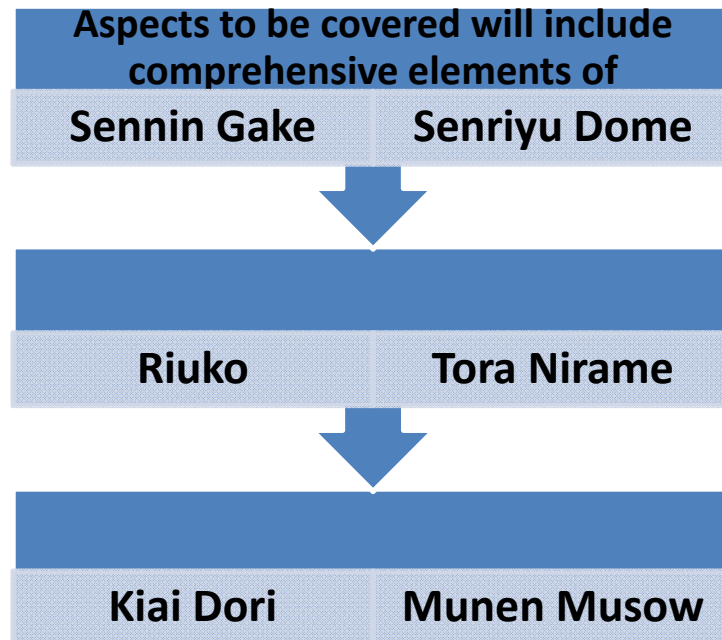 Aspects to be covered will include
comprehensive elements of
Sennin Gake Senriyu Dome
Riuko Tora Nirame
Kiai Dori Munen Musow